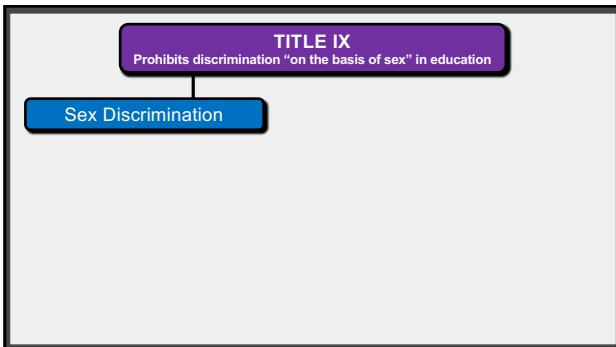 TITLE IX
Prohibits discrimination “on the basis of sex” in education
Sex Discrimination